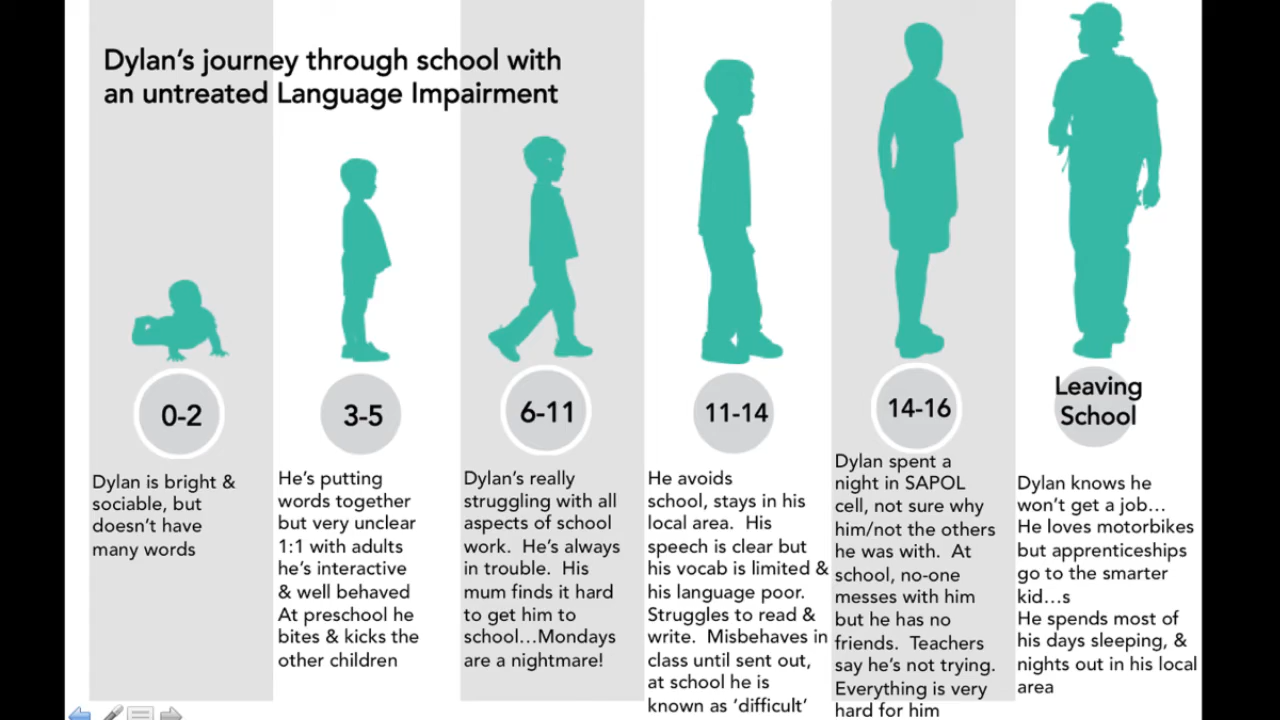 Dylan's journey through school with
an untreated Language Impairment
0-2
Dylan is bright &
sociable, but
doesn't have
many words
3-5
He's putting
words together
but very unclear
1:1 with adults
he's interactive
& well behaved
At preschool he
bites & kicks the
other children
6-11
Dylan's really
struggling with all
aspects of school
work. He's always
in trouble. His
mum finds it hard
to get him to
school...Mondays
are a nightmare!
11-14
He avoids
school, stays in his
local area. His
speech is clear but
his vocab is limited &
his language poor.
Struggles to read &
write. Misbehaves in
class until sent out,
at school he is
known as 'difficult'
14-16
Dylan spent a
night in SAPOL
cell, not sure why
him/not the others
he was with. At
school, no-one
messes with him
but he has no
friends. Teachers
say he's not trying.
Everything is very
hard for him
Leaving
School
Dylan knows he
won't get a job...
He loves motorbikes
but apprenticeships
go to the smarter
kid...s
He spends most of
his days sleeping, &
nights out in his local
area